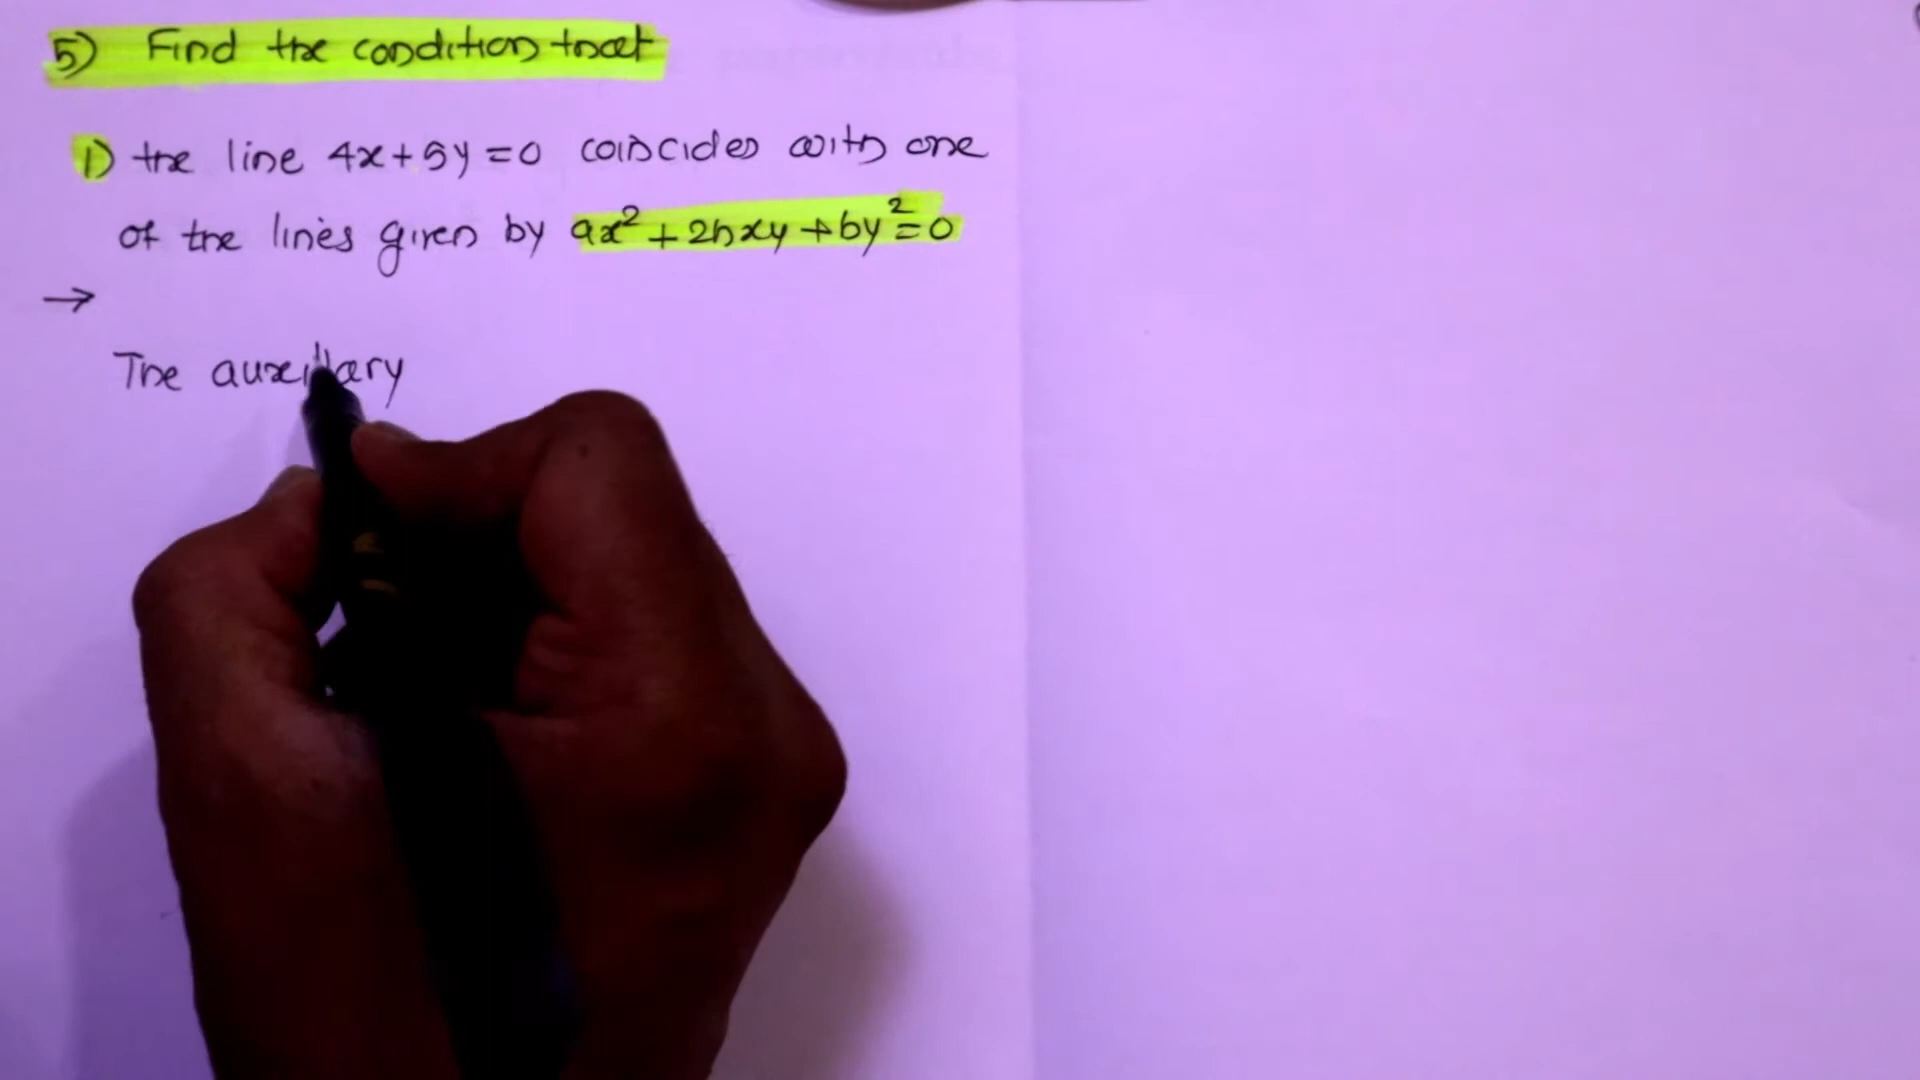 5) Find the condition that
1) the line 4x+5y=0 coincides with one
of the lines given by ax²+2hxy+by²=0
→
The auxillary